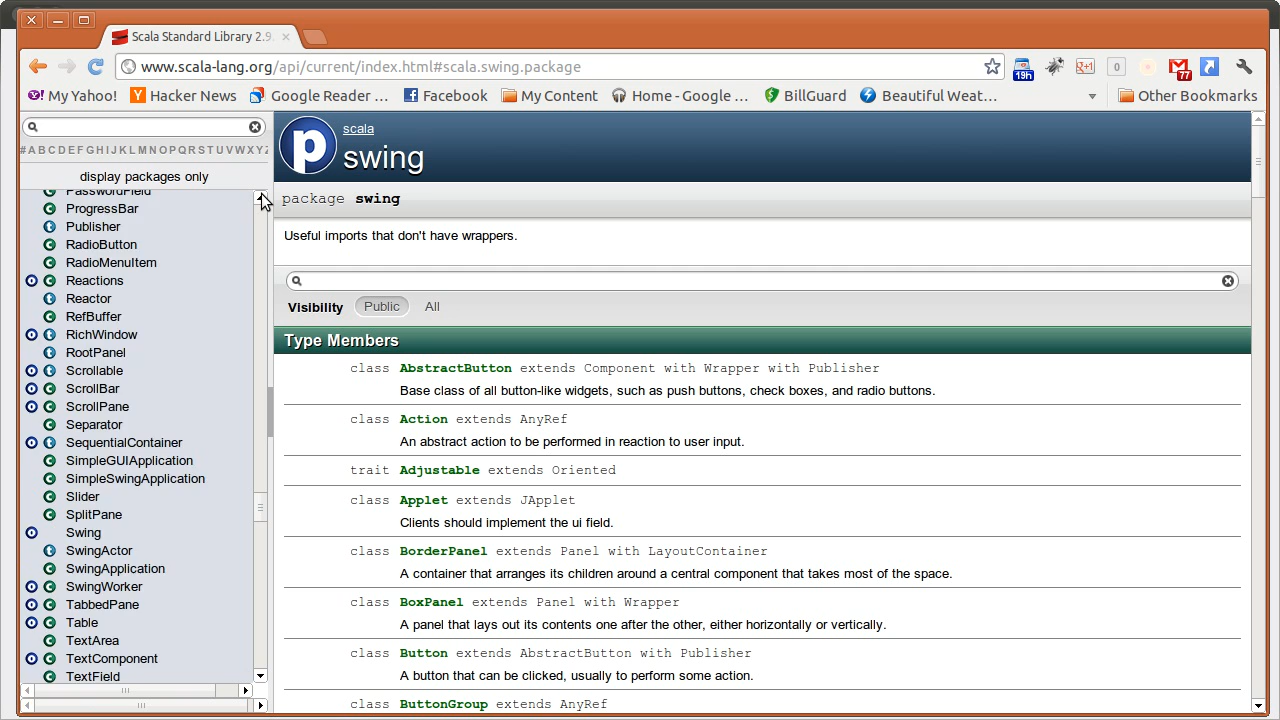 Scala Standard Library 2.9.
www.scala-lang.org/api/current/index.html#scala.swing.package
19h
g+1
0
77
My Yahoo!
Hacker News
Google Reader ...
Facebook
My Content
Home - Google ...
BillGua...
Beautiful Weat...
Other Bookmarks
#ABCDEFGHIJKLMNOPQRSTUVWXYZ
display packages only
PasswordField
ProgressBar
Publisher
RadioButton
RadioMenuItem
Reactions
Reactor
RefBuffer
RichWindow
RootPanel
Scrollable
ScrollBar
ScrollPane
Separator
SequentialContainer
SimpleGUIApplication
SimpleSwingApplication
Slider
SplitPane
Swing
SwingActor
SwingApplication
SwingWorker
TabbedPane
Table
TextArea
TextComponent
TextField
p
scala
swing
package swing
Useful imports that don't have wrappers.
Visibility Public All
Type Members
class AbstractButton extends Component with Wrapper with Publisher
Base class of all button-like widgets, such as push buttons, check boxes, and radio buttons.
class Action extends AnyRef
An abstract action to be performed in reaction to user input.
trait Adjustable extends Oriented
class Applet extends JApplet
Clients should implement the ui field.
class BorderPanel extends Panel with LayoutContainer
A container that arranges its children around a central component that takes most of the space.
class BoxPanel extends Panel with Wrapper
A panel that lays out its contents one after the other, either horizontally or vertically.
class Button extends AbstractButton with Publisher
A button that can be clicked, usually to perform some action.
class ButtonGroup extends AnyRef